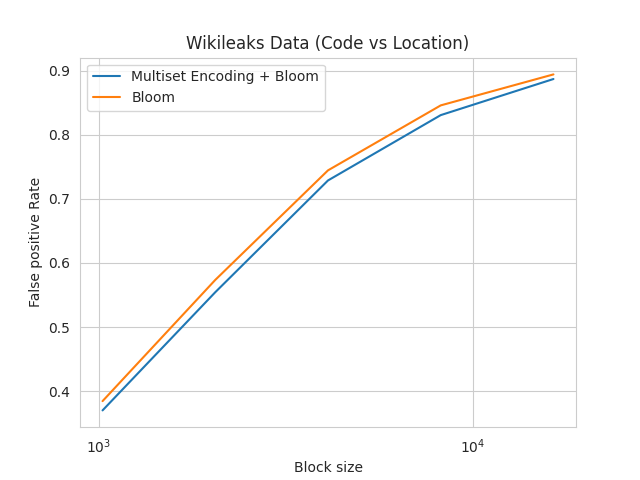 Wikileaks Data (Code vs Location)
Multiset Encoding + Bloom
Bloom
False positive Rate
0.9
0.8
0.7
0.6
0.5
0.4
10³
10⁴
Block size